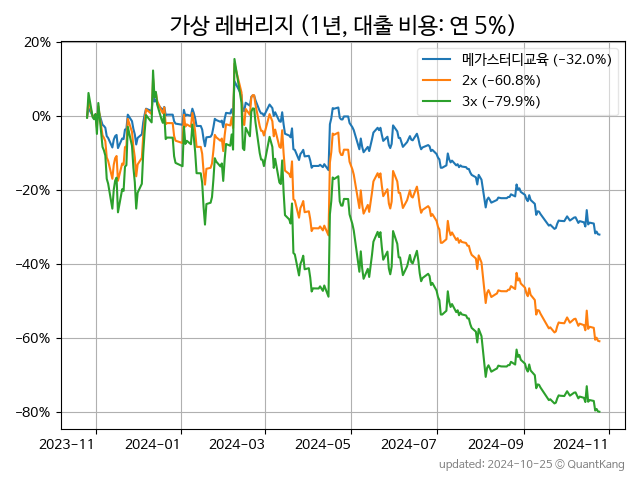 가상 레버리지 (1년, 대출 비용: 연 5%)
메가스터디교육 (−32.0%)
2x (−60.8%)
3x (−79.9%)
20%
0%
−20%
−40%
−60%
−80%
2023-11 2024-01 2024-03 2024-05 2024-07 2024-09 2024-11
updated: 2024-10-25 © QuantKang